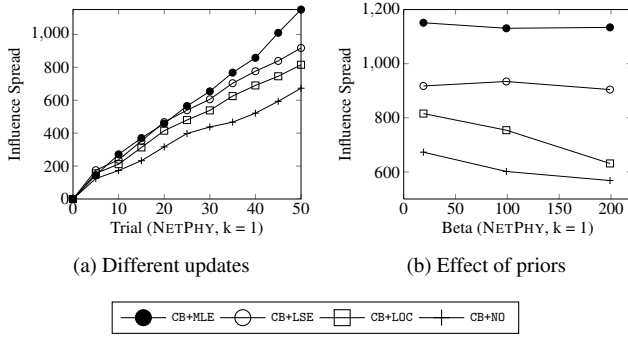 Influence Spread
1,000
800
600
400
200
0
0 10 20 30 40 50
Trial (NETPHY, k = 1)
(a) Different updates
Influence Spread
1,200
1,000
800
600
0 50 100 150 200
Beta (NETPHY, k = 1)
(b) Effect of priors
CB+MLE CB+LSE CB+LOC CB+NO